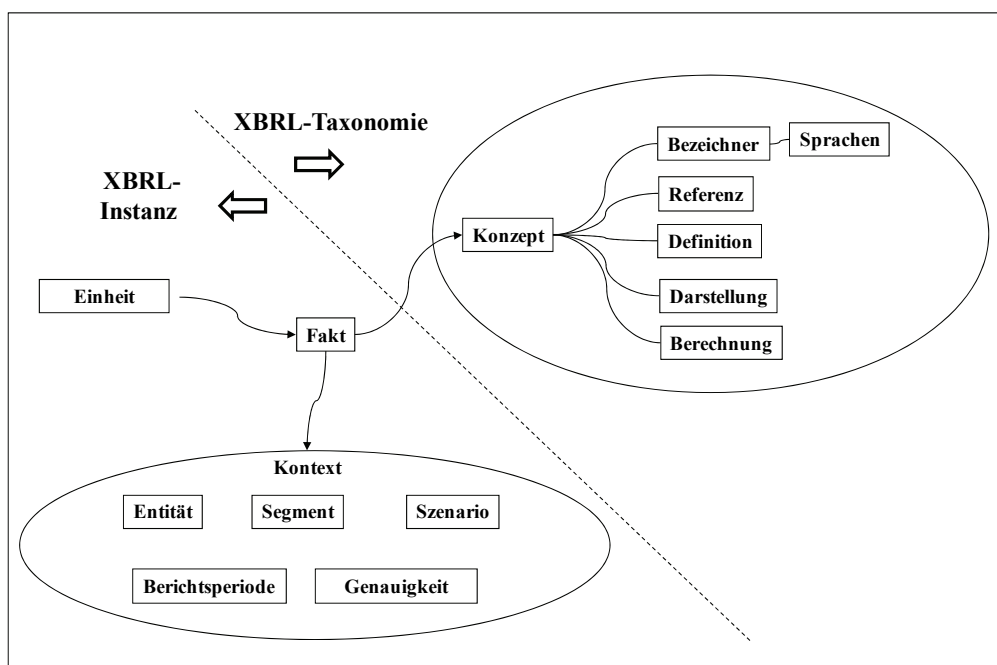 XBRL-Taxonomie
XBRL-
Instanz
Bezeichner
Sprachen
Referenz
Konzept
Definition
Darstellung
Berechnung
Einheit
Fakt
Kontext
Entität
Segment
Szenario
Berichtsperiode
Genauigkeit